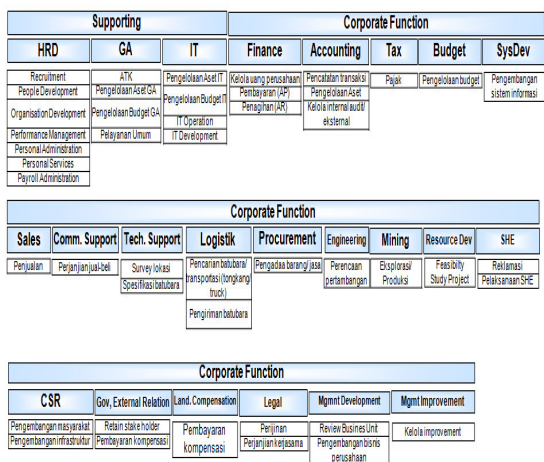 Supporting
Corporate Function
HRD
GA
IT
Finance
Accounting
Tax
Budget
SysDev
Recruitment
People Development
Organisation Development
Performance Management
Personal Administration
Personal Services
Payroll Administration
ATK
Pengelolaan Aset GA
Pengelolaan Budget GA
Pelayanan Umum
Pengelolaan Aset IT
Pengelolaan Budget IT
IT Operation
IT Development
Kelola uang perusahaan
Pembayaran (AP)
Penagihan (AR)
Pencatatan transaksi
Pengelolaan Aset
Kelola internal audit/
eksternal
Pajak
Pengelolaan budget
Pengembangan
sistem informasi
Corporate Function
Sales
Comm. Support
Tech. Support
Logistik
Procurement
Engineering
Mining
Resource Dev
SHE
Penjualan
Perjanjian jual-beli
Survey lokasi
Spesifikasi batubara
Pencarian batubara/
transportasi (tongkang/
truck)
Pengiriman batubara
Pengadaa barang/ jasa
Perencaan
pertambangan
Eksplorasi/
Produksi
Feasibilty
Study Project
Reklamasi
Pelaksanaan SHE
Corporate Function
CSR
Gov, External Relation
Land, Compensation
Legal
Mgmnt Development
Mgmt Improvement
Pengembangan masyarakat
Pengembangan infrastruktur
Retain stake holder
Pembayaran kompensasi
Pembayaran
kompensasi
Perijinan
Perjanjian kerjasama
Review Busines Unit
Pengembangan bisnis
perusahaan
Kelola improvement